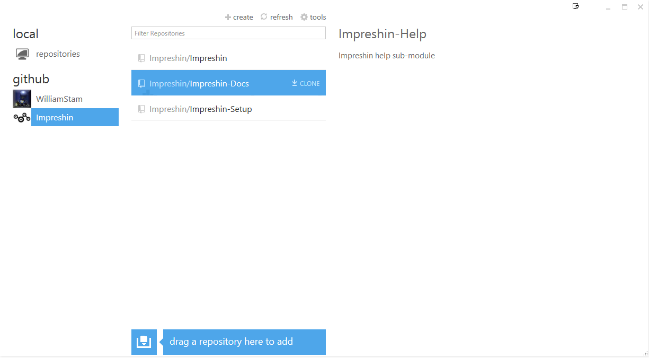 create refresh tools
local
Filter Repositories
Impreshin-Help
repositories
Impreshin/Impreshin
Impreshin help sub-module
github
Impreshin/Impreshin-Docs CLONE
WilliamStam
Impreshin
Impreshin/Impreshin-Setup
drag a repository here to add